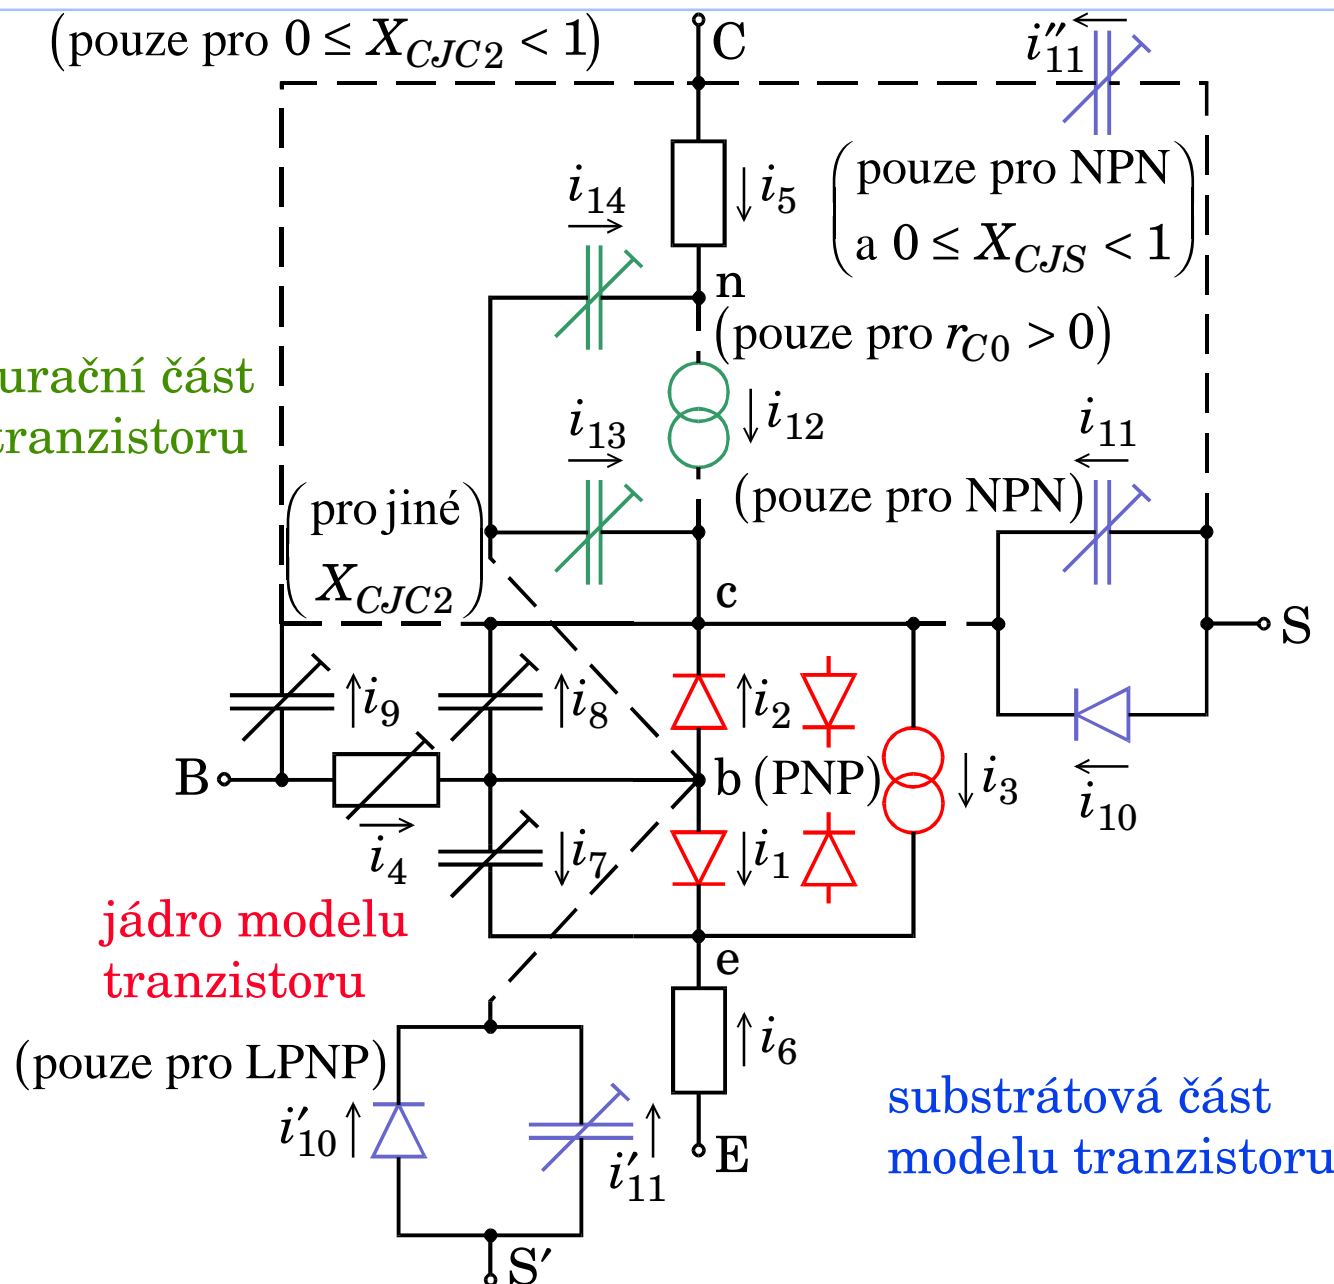 (pouze pro 0 ≤ X_CJC2 < 1)
C
i″11
i14
i5
(pouze pro NPN
a 0 ≤ X_CJS < 1)
n
(pouze pro r_C0 > 0)
urační část
tranzistoru
i13
i12
i11
(pro jiné
X_CJC2)
(pouze pro NPN)
c
S
i9
i8
i2
B
b (PNP)
i3
i10
i4
i7
i1
jádro modelu
tranzistoru
e
(pouze pro LPNP)
i6
i′10
i′11
E
substrátová část
modelu tranzistoru
S′